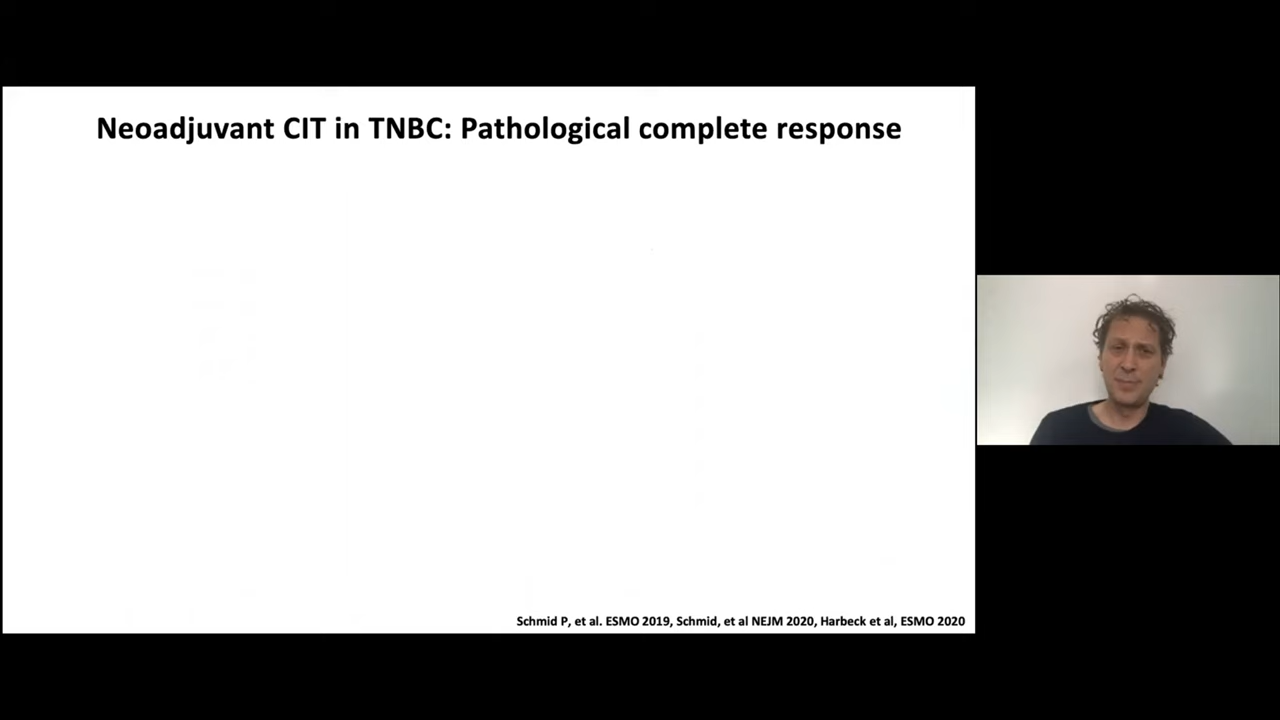 Neoadjuvant CIT in TNBC: Pathological complete response
Schmid P, et al. ESMO 2019, Schmid, et al NEJM 2020, Harbeck et al, ESMO 2020